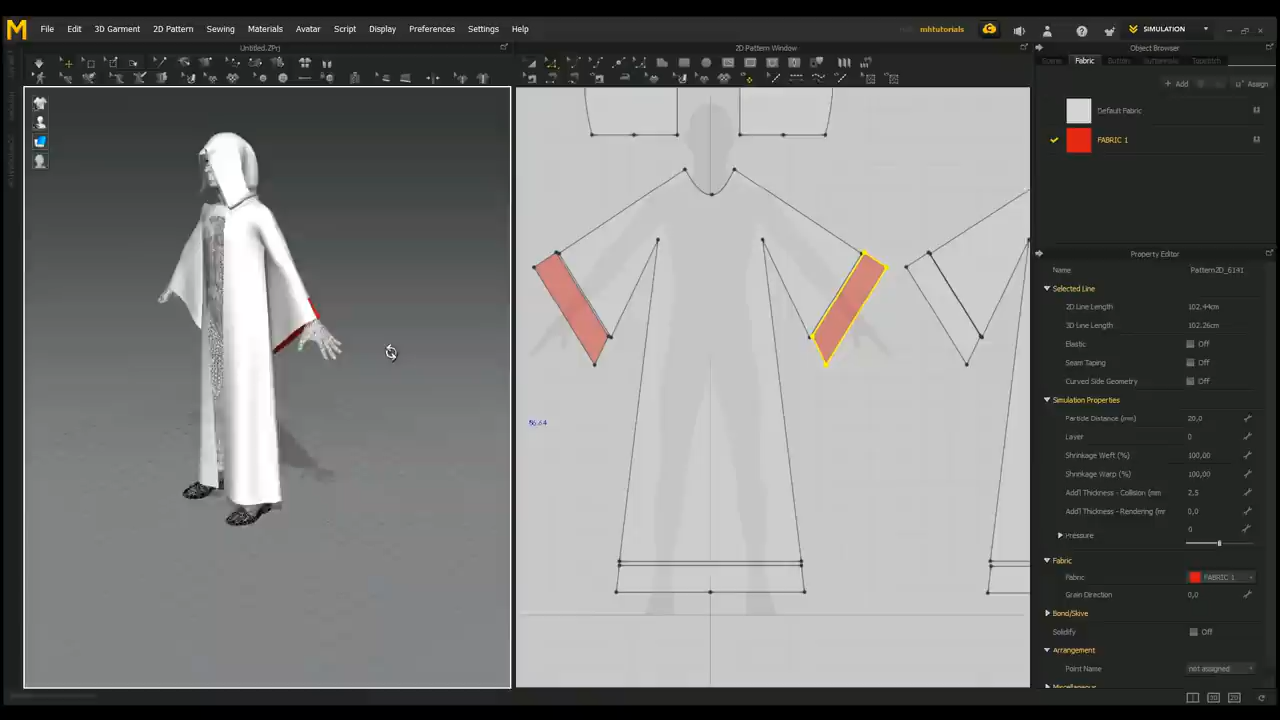 M File Edit 3D Garment 2D Pattern Sewing Materials Avatar Script Display Preferences Settings Help mhtutorials SIMULATION
Untitled.ZPrj 2D Pattern Window Object Browser
Scene Fabric Button Buttonhole Topstitch
+ Add Assign
Default Fabric
FABRIC 1
Property Editor
Name Pattern2D_6141
Selected Line
2D Line Length 102.44cm
3D Line Length 102.26cm
Elastic Off
Seam Taping Off
Curved Side Geometry Off
Simulation Properties
Particle Distance (mm) 20,0
Layer 0
Shrinkage Weft (%) 100,00
Shrinkage Warp (%) 100,00
Add'l Thickness - Collision (mm 2,5
Add'l Thickness - Rendering (mr 0,0
Pressure 0
Fabric
Fabric FABRIC 1
Grain Direction 0,0
Bond/Skive
Solidify Off
Arrangement
Point Name not assigned
Miscellaneous
86.64
3D 2D